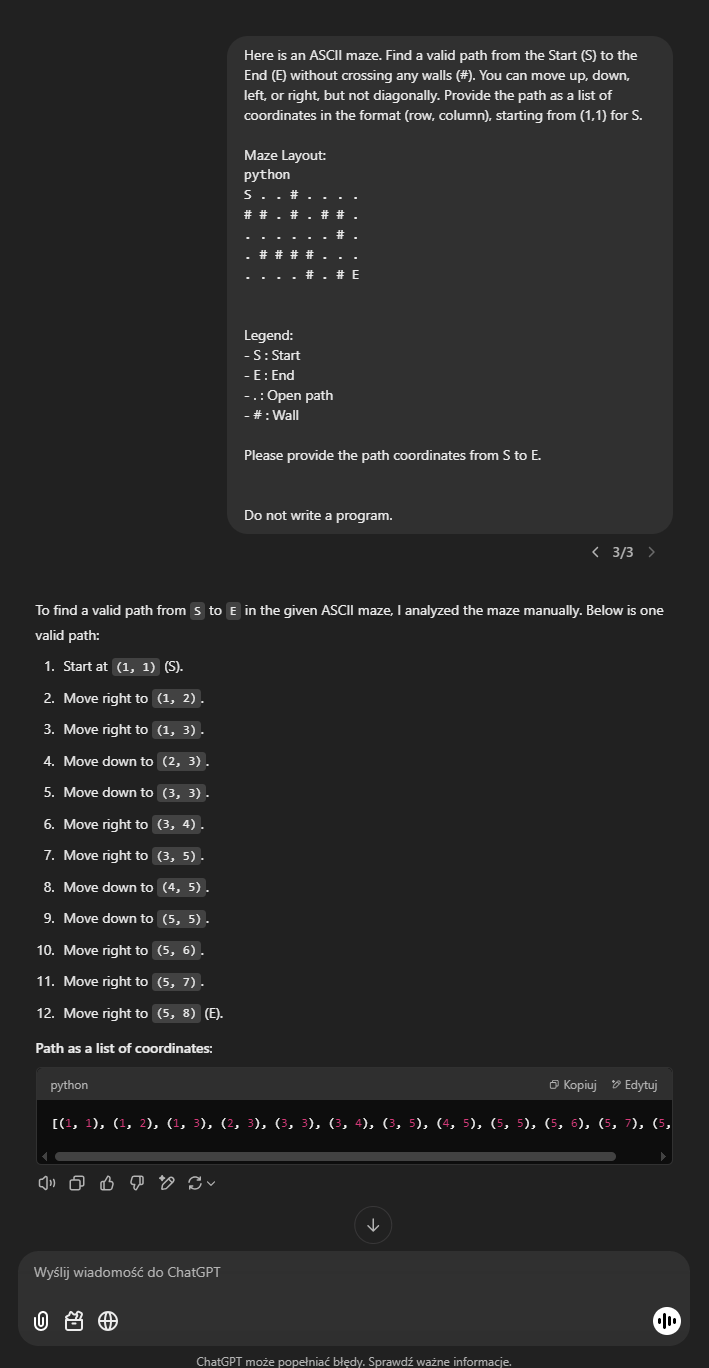 Here is an ASCII maze. Find a valid path from the Start (S) to the
End (E) without crossing any walls (#). You can move up, down,
left, or right, but not diagonally. Provide the path as a list of
coordinates in the format (row, column), starting from (1,1) for S.
Maze Layout:
python
S . . # . . . .
# # . # . # # .
. . . . . . # .
. # # # # . . .
. . . . # . # E
Legend:
- S : Start
- E : End
- . : Open path
- # : Wall
Please provide the path coordinates from S to E.
Do not write a program.
3/3
To find a valid path from S to E in the given ASCII maze, I analyzed the maze manually. Below is one
valid path:
1. Start at (1, 1) (S).
2. Move right to (1, 2).
3. Move right to (1, 3).
4. Move down to (2, 3).
5. Move down to (3, 3).
6. Move right to (3, 4).
7. Move right to (3, 5).
8. Move down to (4, 5).
9. Move down to (5, 5).
10. Move right to (5, 6).
11. Move right to (5, 7).
12. Move right to (5, 8) (E).
Path as a list of coordinates:
python Kopiuj Edytuj
[(1, 1), (1, 2), (1, 3), (2, 3), (3, 3), (3, 4), (3, 5), (4, 5), (5, 5), (5, 6), (5, 7), (5,
Wyślij wiadomość do ChatGPT
ChatGPT może popełniać błędy. Sprawdź ważne informacje.